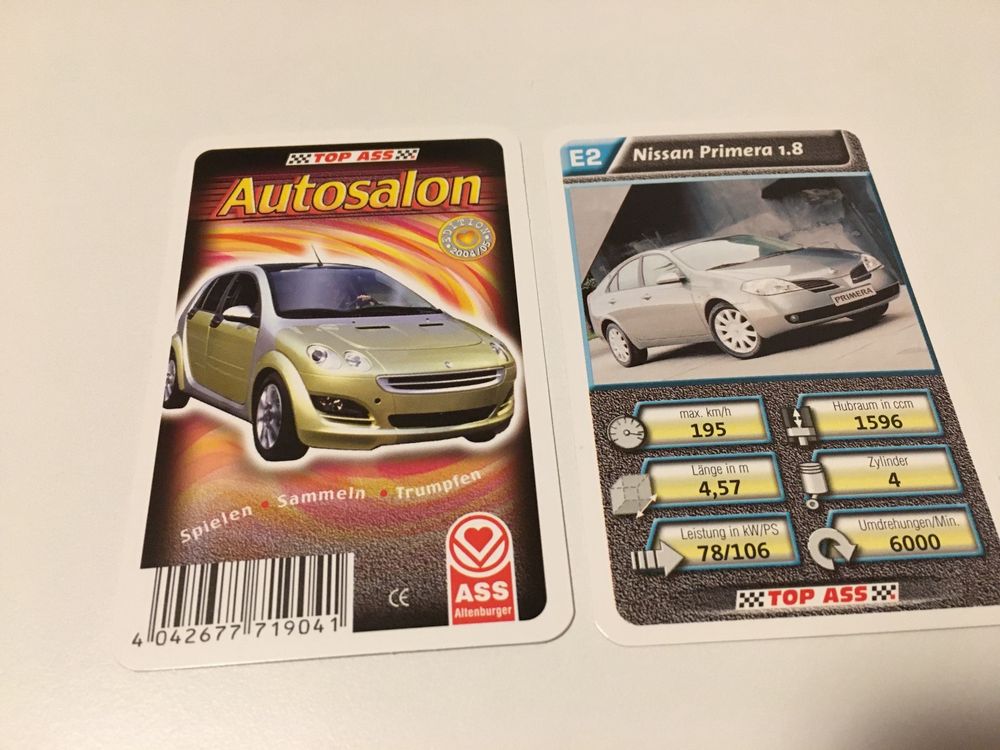 TOP ASS
Autosalon
EDITION
2004/05
Spielen • Sammeln • Trumpfen
4 042677 719041
CE
ASS
Altenburger
E2 Nissan Primera 1.8
PRIMERA
max. km/h
195
Hubraum in ccm
1596
Länge in m
4,57
Zylinder
4
Leistung in kW/PS
78/106
Umdrehungen/Min.
6000
TOP ASS